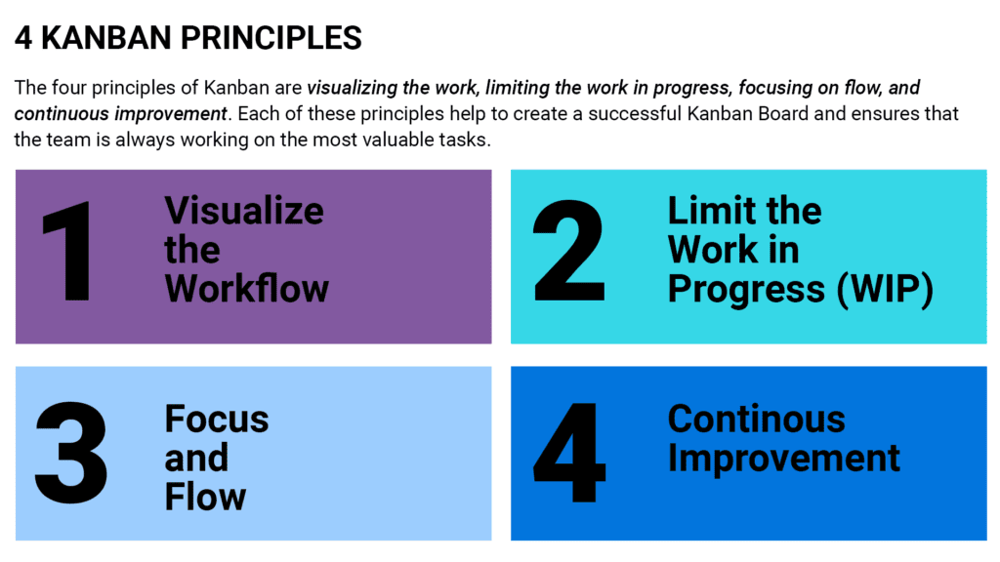 4 KANBAN PRINCIPLES
The four principles of Kanban are visualizing the work, limiting the work in progress, focusing on flow, and
continuous improvement. Each of these principles help to create a successful Kanban Board and ensures that
the team is always working on the most valuable tasks.
1
Visualize
the
Workflow
2
Limit the
Work in
Progress (WIP)
3
Focus
and
Flow
4
Continous
Improvement